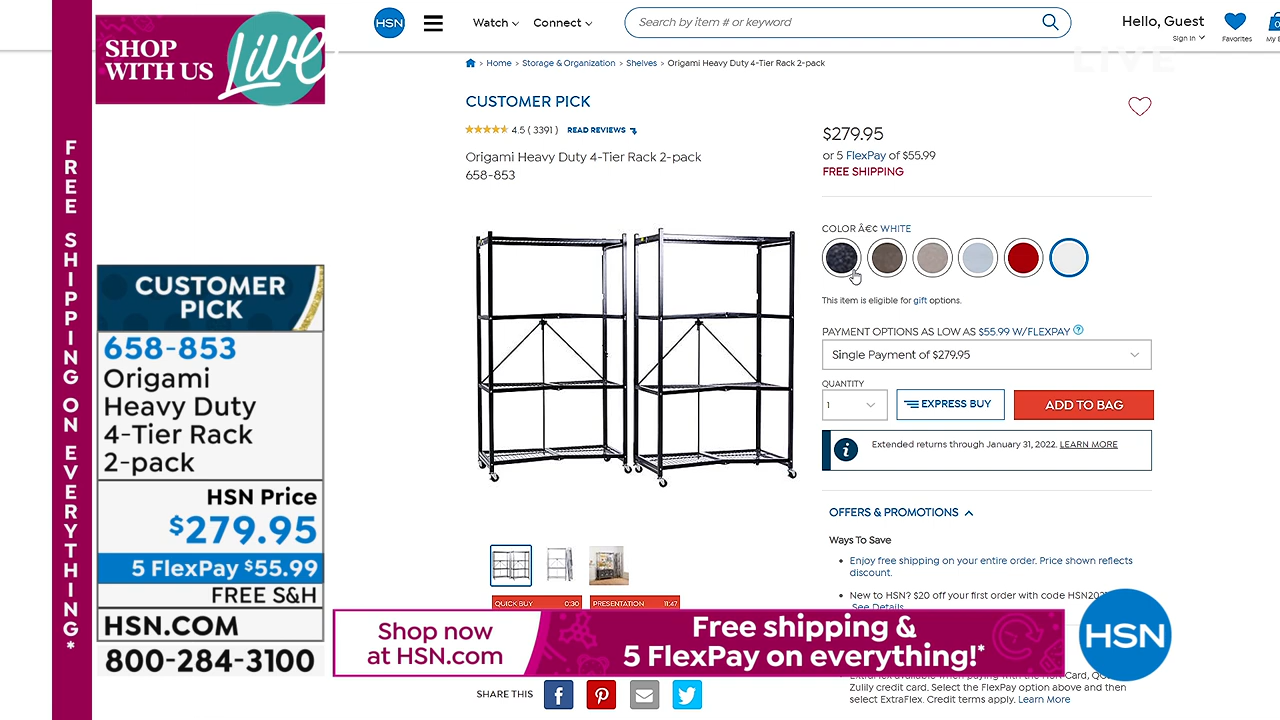 SHOP
WITH US
Live
FREE SHIPPING ON EVERYTHING*
CUSTOMER
PICK
658-853
Origami
Heavy Duty
4-Tier Rack
2-pack
HSN Price
$279.95
5 FlexPay $55.99
FREE S&H
HSN.COM
800-284-3100
HSN
Watch
Connect
Search by item # or keyword
Hello, Guest
Sign In
Favorites
LIVE
> Home > Storage & Organization > Shelves > Origami Heavy Duty 4-Tier Rack 2-pack
CUSTOMER PICK
4.5 ( 3391 ) READ REVIEWS
Origami Heavy Duty 4-Tier Rack 2-pack
658-853
$279.95
or 5 FlexPay of $55.99
FREE SHIPPING
COLOR Â€¢ WHITE
This item is eligible for gift options.
PAYMENT OPTIONS AS LOW AS $55.99 W/FLEXPAY ?
Single Payment of $279.95
QUANTITY
1
EXPRESS BUY
ADD TO BAG
Extended returns through January 31, 2022. LEARN MORE
OFFERS & PROMOTIONS
Ways To Save
• Enjoy free shipping on your entire order. Price shown reflects
discount.
• New to HSN? $20 off your first order with code
See Details
QUICK BUY 0:30
PRESENTATION 11:47
Shop now
at HSN.com
Free shipping &
5 FlexPay on everything!*
HSN
Zulily credit card. Select the FlexPay option above and then
select ExtraFlex. Credit terms apply. Learn More
SHARE THIS